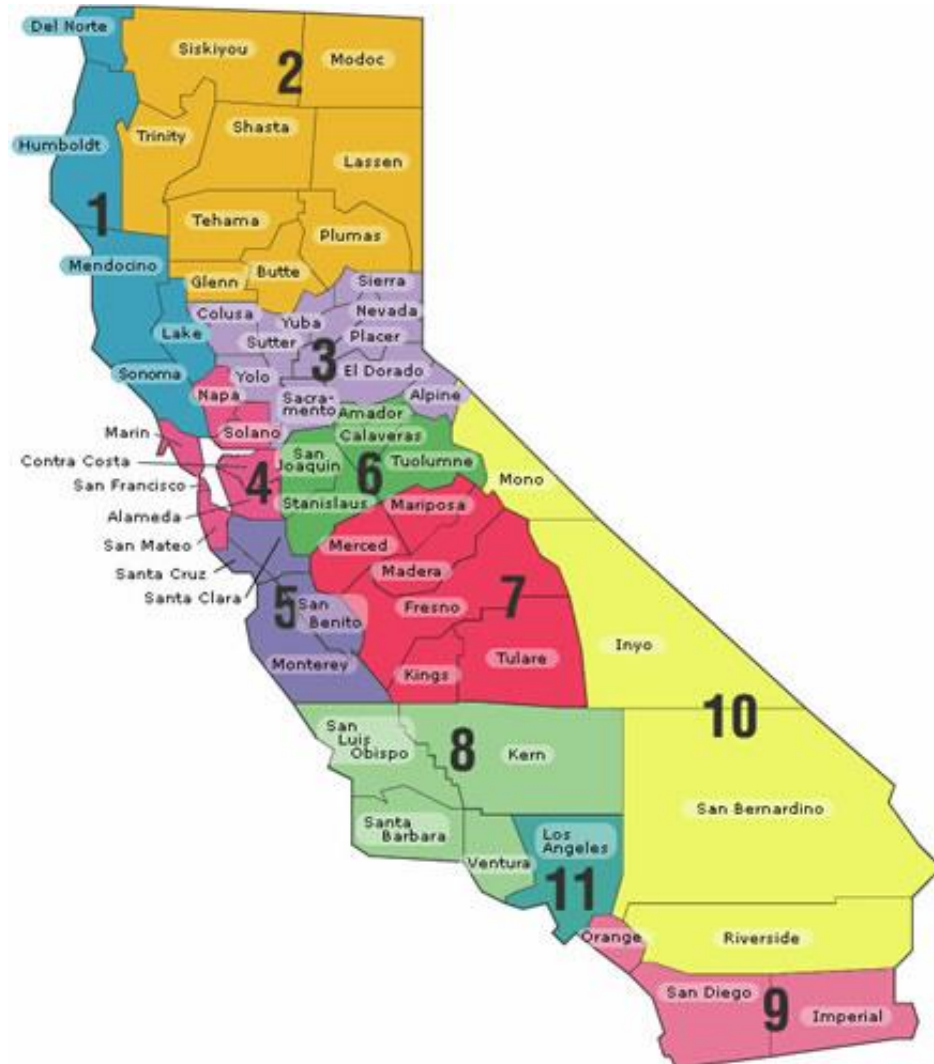 Del Norte
Siskiyou
2
Modoc
Humboldt
Trinity
Shasta
Lassen
1
Tehama
Plumas
Mendocino
Glenn
Butte
Sierra
Colusa
Yuba
Nevada
Lake
Sutter
Placer
3
Sonoma
Yolo
El Dorado
Napa
Sacra-
mento
Alpine
Amador
Marin
Solano
Calaveras
Contra Costa
San
Joaquin
Tuolumne
6
4
San Francisco
Mono
Stanislaus
Mariposa
Alameda
San Mateo
Merced
Santa Cruz
Madera
Santa Clara
5
San
Benito
Fresno
7
Monterey
Kings
Tulare
Inyo
10
San
Luis
Obispo
8
Kern
San Bernardino
Santa
Barbara
Los
Angeles
Ventura
11
Orange
Riverside
San Diego
9
Imperial